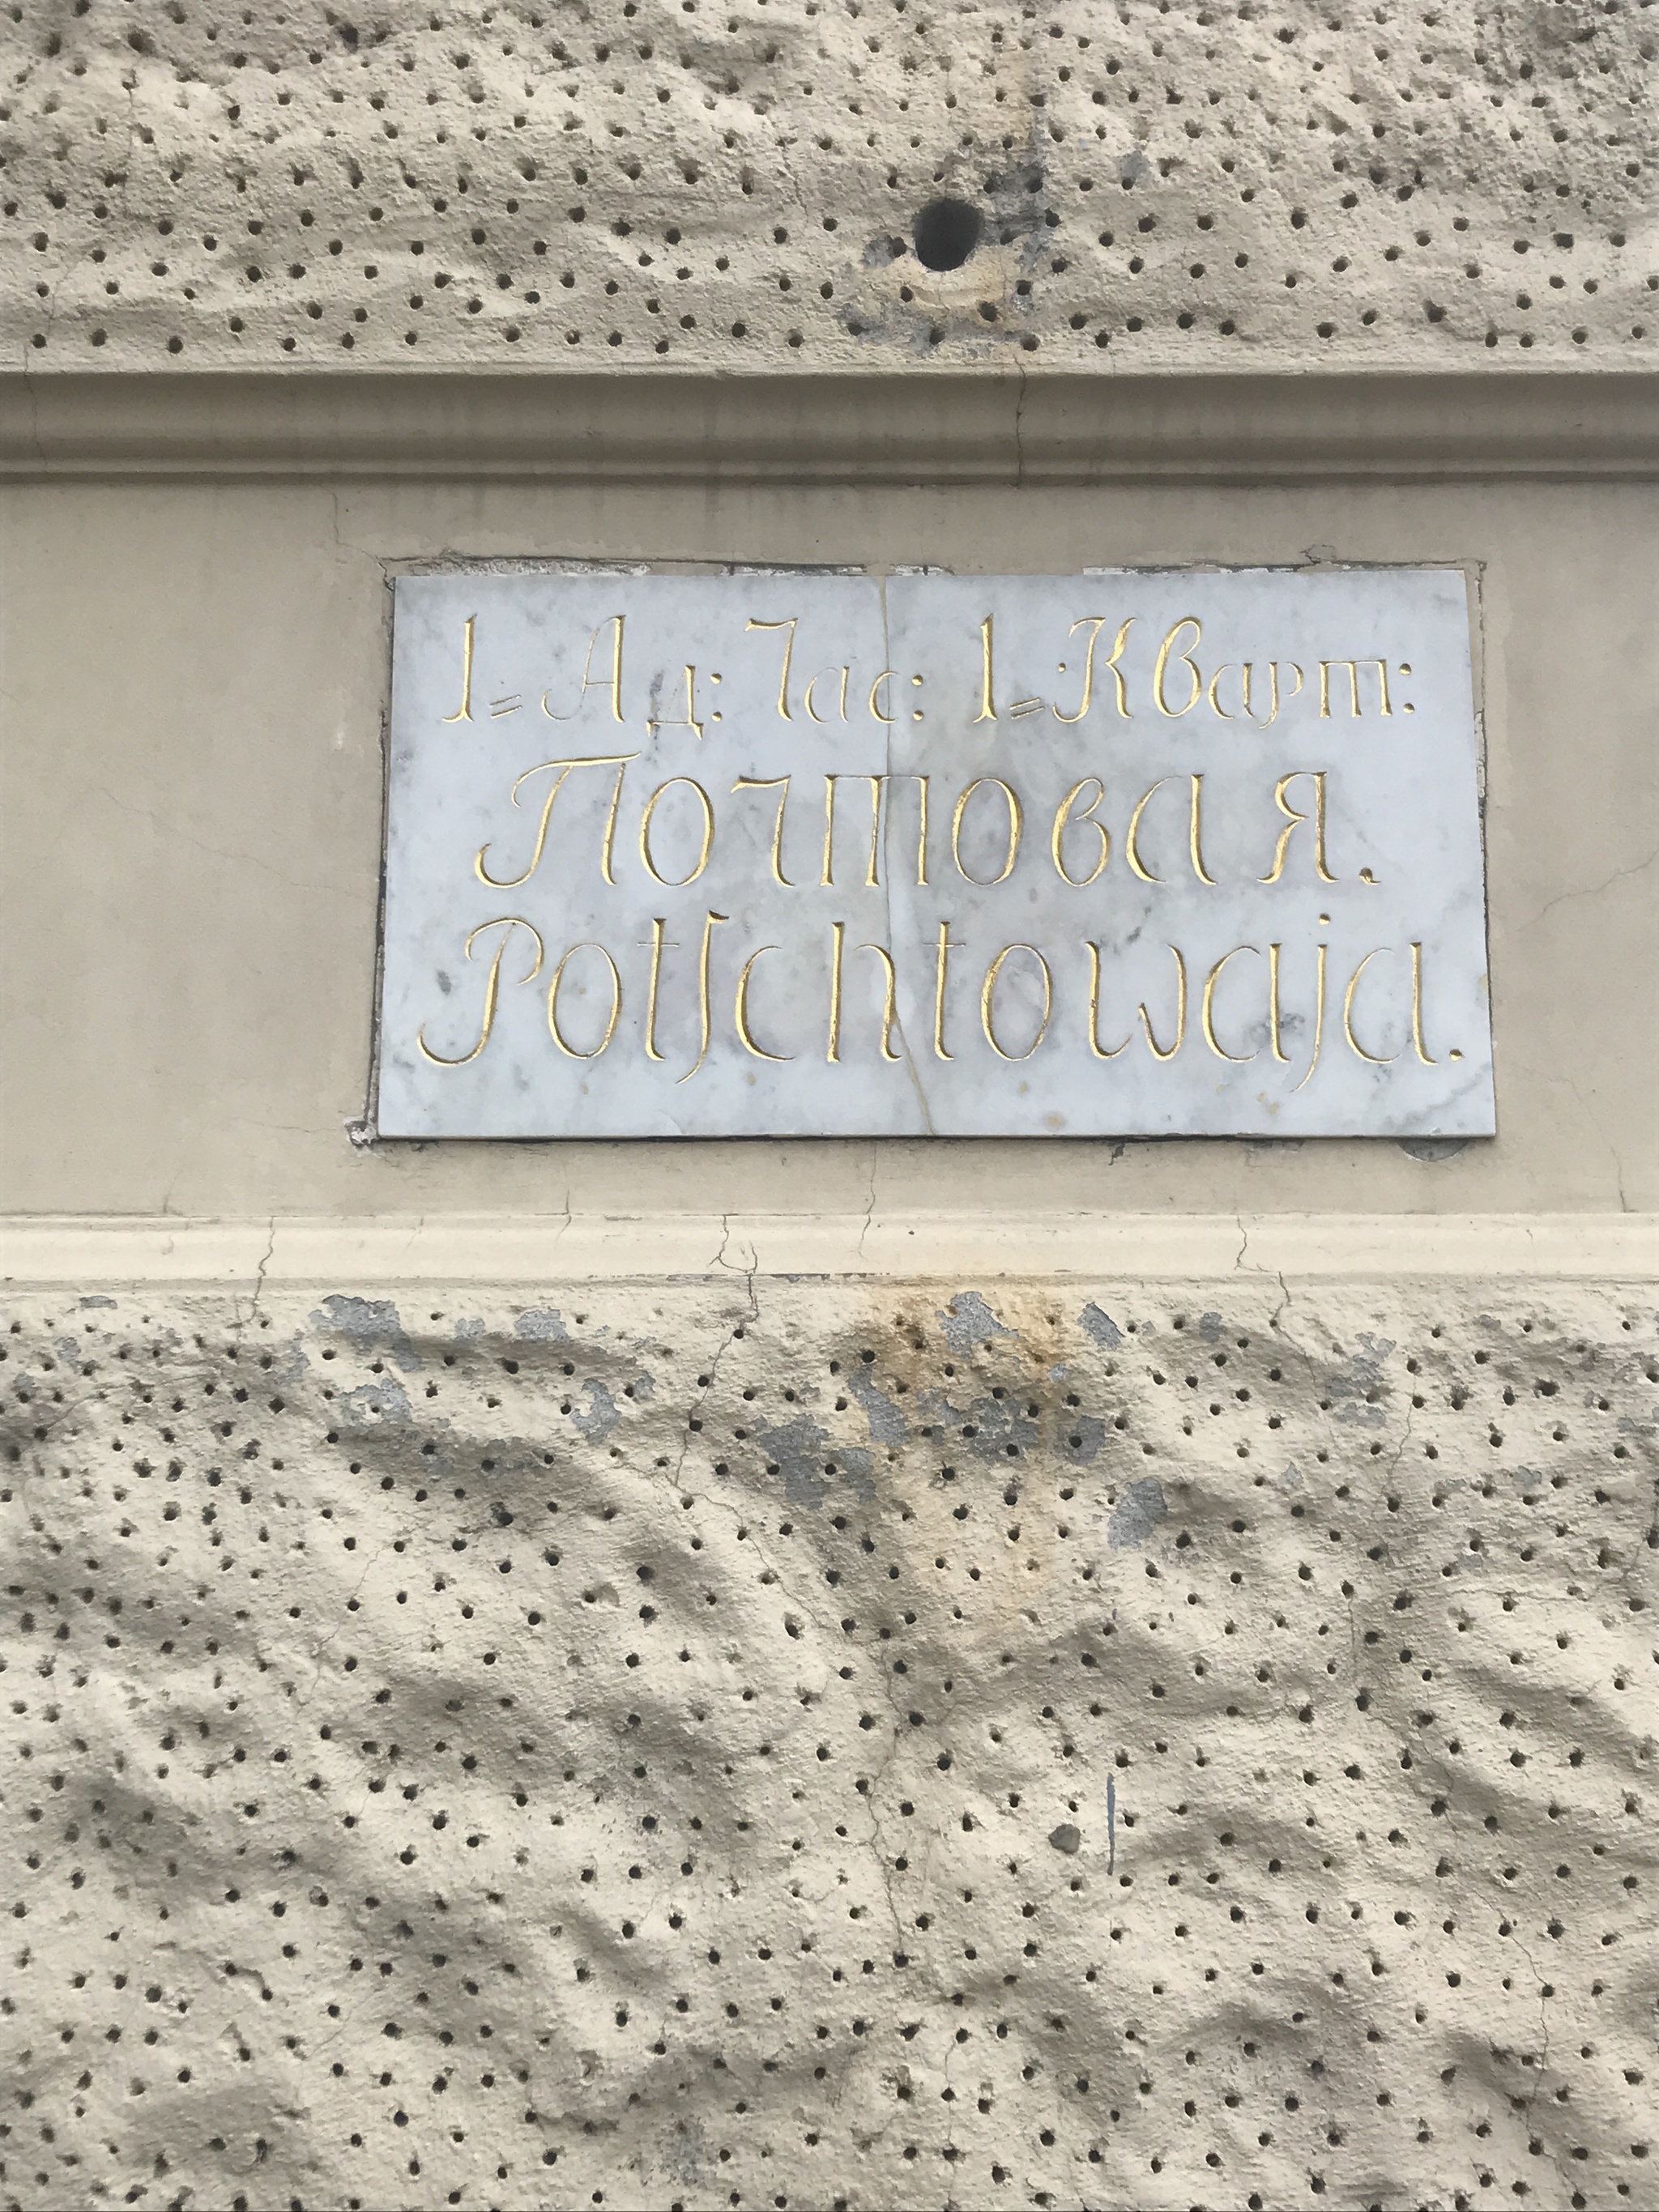 1= Ад: Час: 1= Кварт:
Почтовая.
Potſchtowaja.